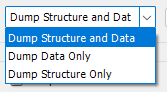 Dump Structure and Dat
Dump Structure and Data
Dump Data Only
Dump Structure Only